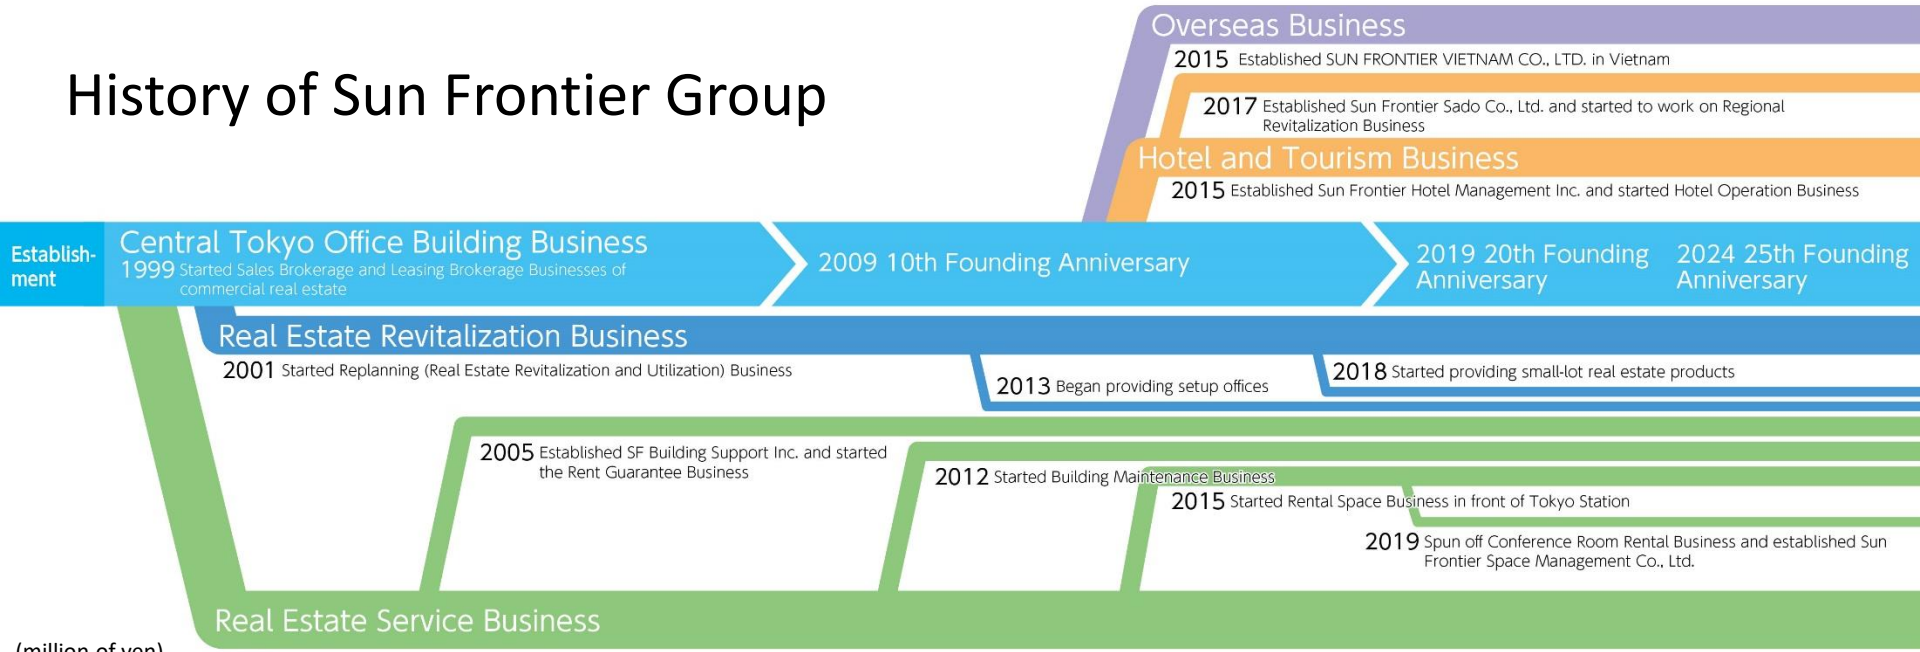 History of Sun Frontier Group
Overseas Business
2015 Established SUN FRONTIER VIETNAM CO., LTD. in Vietnam
2017 Established Sun Frontier Sado Co., Ltd. and started to work on Regional
Revitalization Business
Hotel and Tourism Business
2015 Established Sun Frontier Hotel Management Inc. and started Hotel Operation Business
Establish-
ment
Central Tokyo Office Building Business
1999 Started Sales Brokerage and Leasing Brokerage Businesses of
commercial real estate
2009 10th Founding Anniversary
2019 20th Founding
Anniversary
2024 25th Founding
Anniversary
Real Estate Revitalization Business
2001 Started Replanning (Real Estate Revitalization and Utilization) Business
2013 Began providing setup offices
2018 Started providing small-lot real estate products
2005 Established SF Building Support Inc. and started
the Rent Guarantee Business
2012 Started Building Maintenance Business
2015 Started Rental Space Business in front of Tokyo Station
2019 Spun off Conference Room Rental Business and established Sun
Frontier Space Management Co., Ltd.
Real Estate Service Business
(million of yen)